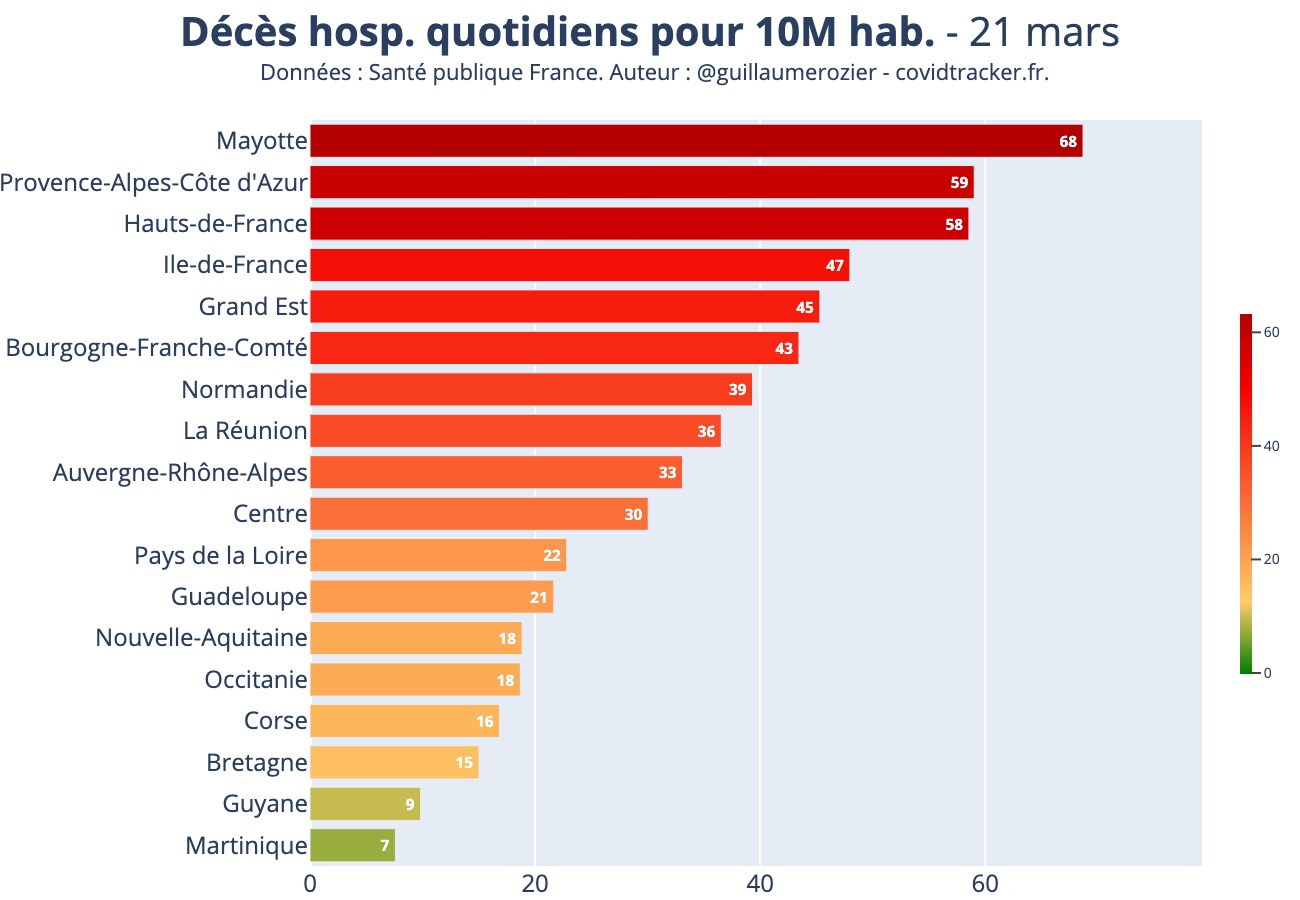 Décès hosp. quotidiens pour 10M hab. - 21 mars
Données : Santé publique France. Auteur : @guillaumerozier - covidtracker.fr.
Mayotte 68
Provence-Alpes-Côte d'Azur 59
Hauts-de-France 58
Ile-de-France 47
Grand Est 45
Bourgogne-Franche-Comté 43
Normandie 39
La Réunion 36
Auvergne-Rhône-Alpes 33
Centre 30
Pays de la Loire 22
Guadeloupe 21
Nouvelle-Aquitaine 18
Occitanie 18
Corse 16
Bretagne 15
Guyane 9
Martinique 7
0 20 40 60
60
40
20
0